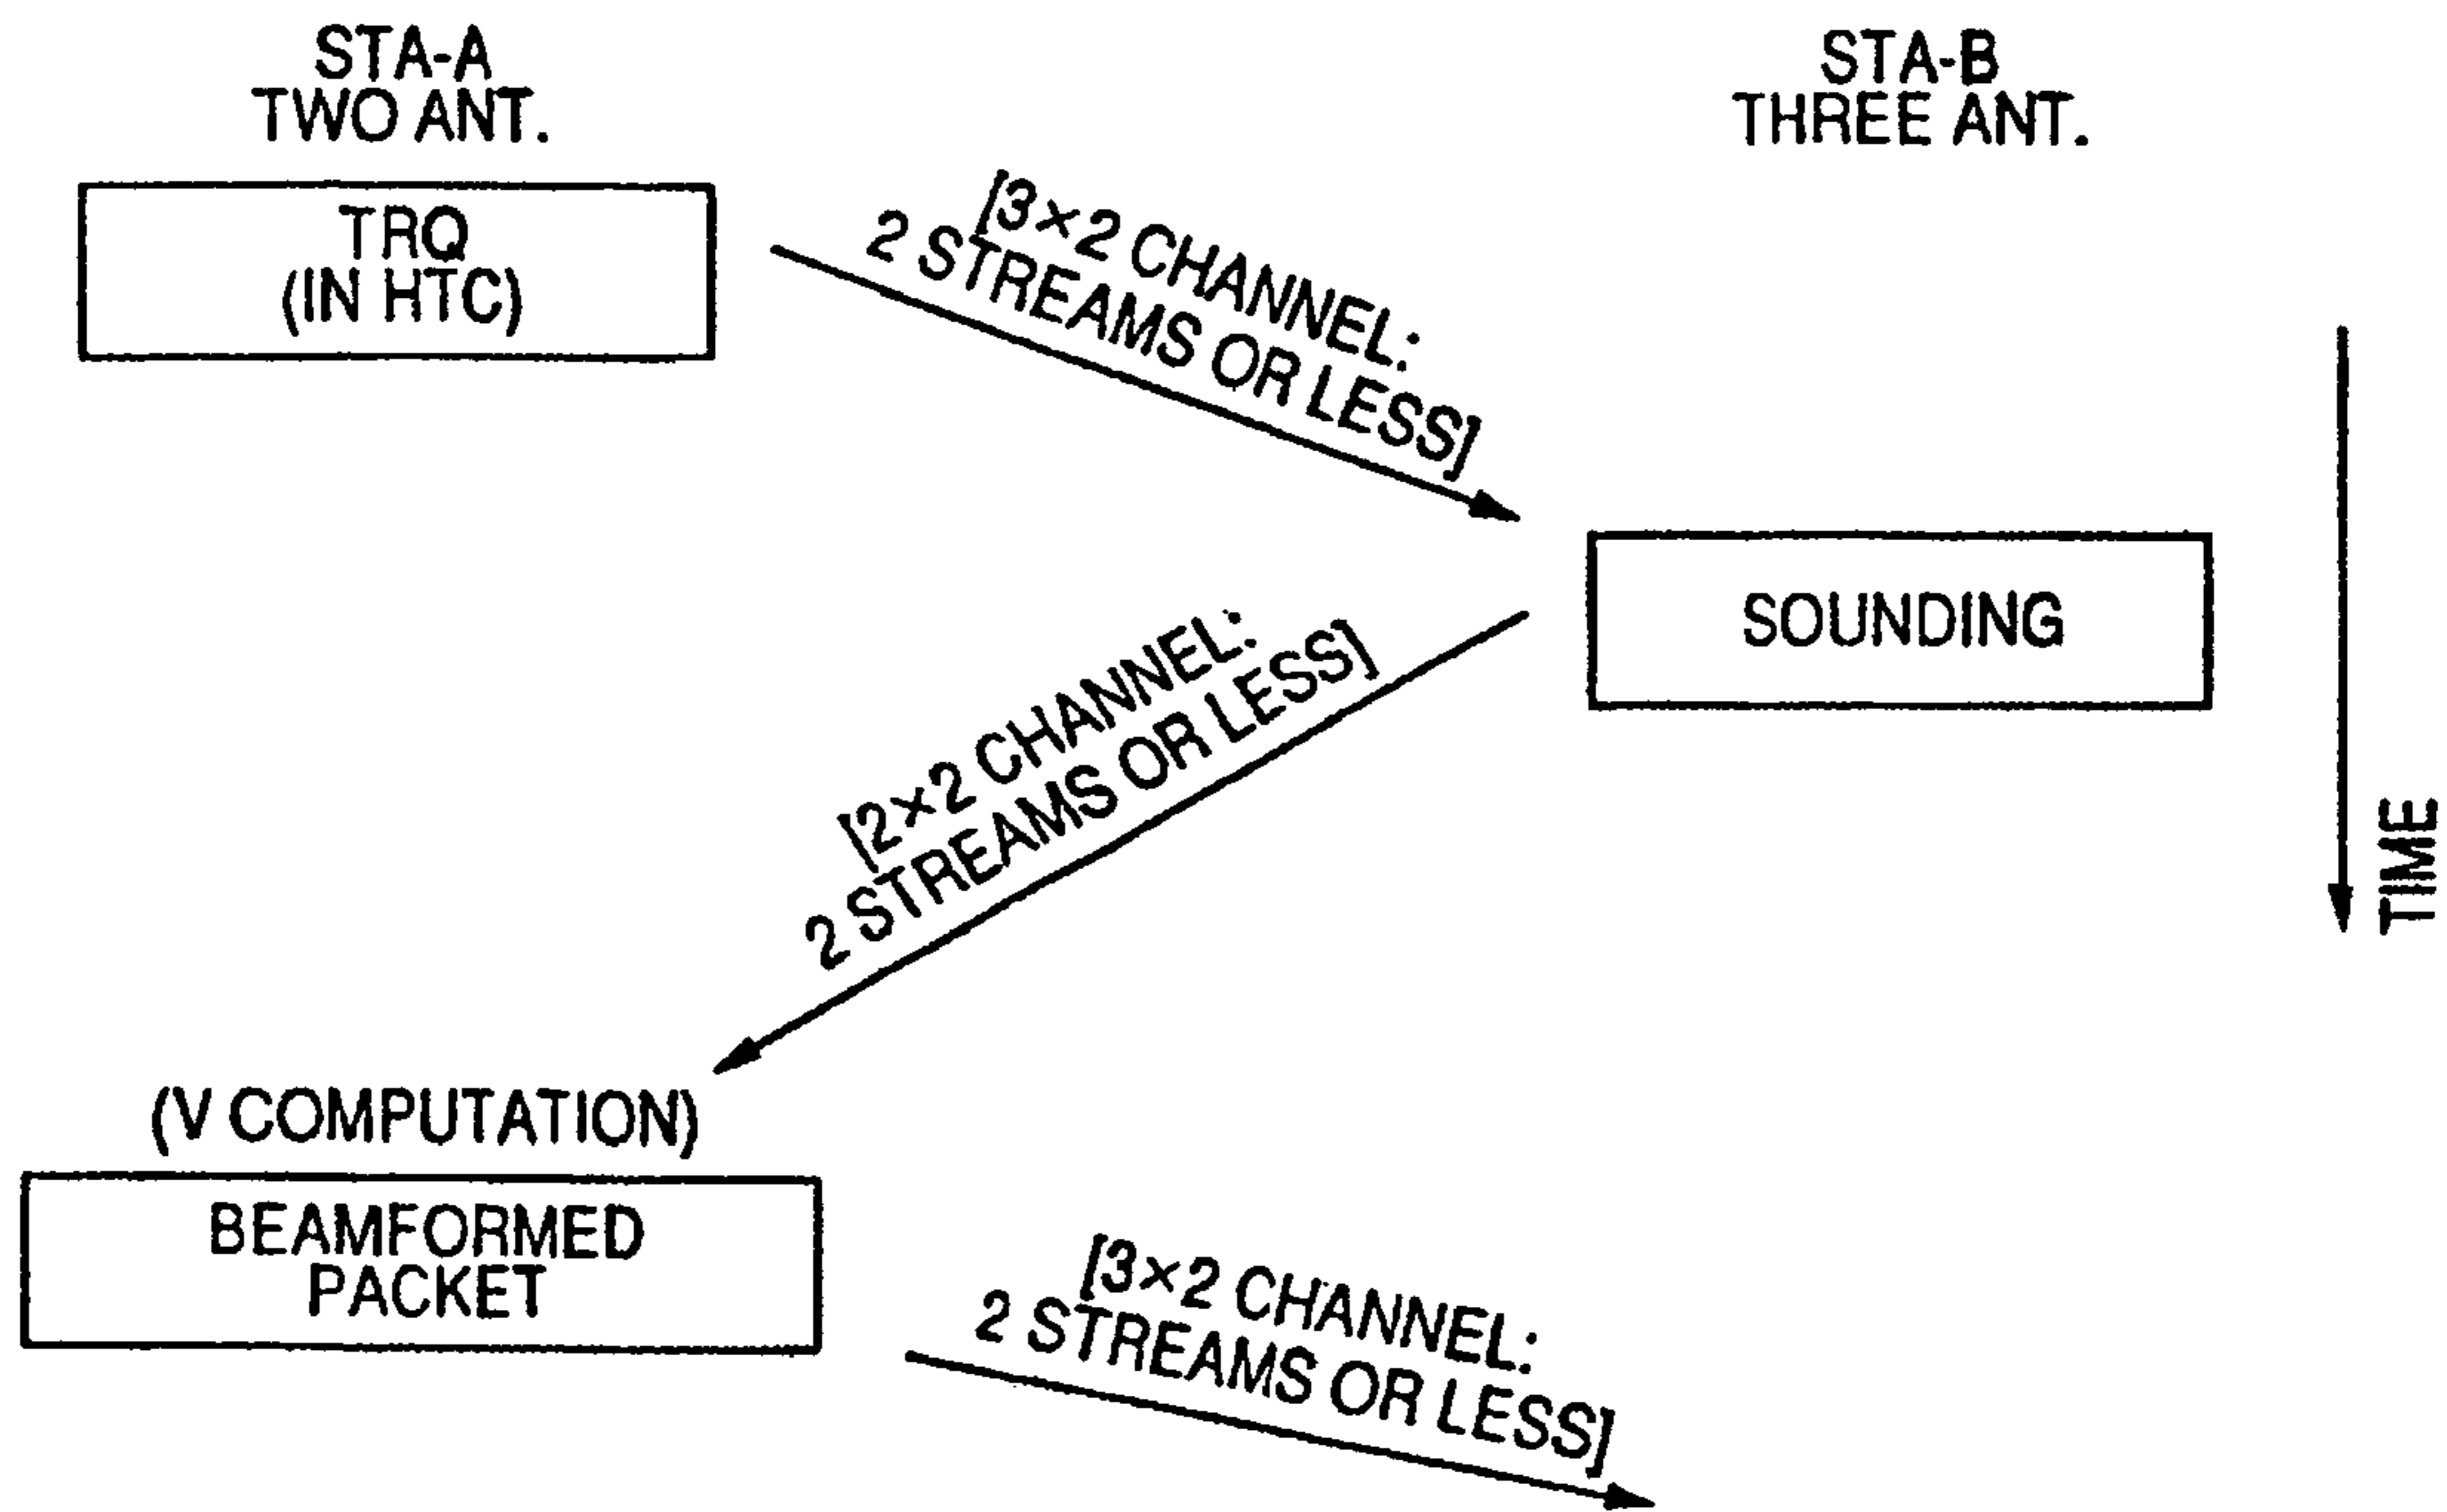 STA-A
TWO ANT.
STA-B
THREE ANT.
TRQ
(IN HTC)
[3×2 CHANNEL:
2 STREAMS OR LESS]
SOUNDING
[2×2 CHANNEL:
2 STREAMS OR LESS]
TIME
(V COMPUTATION)
BEAMFORMED
PACKET
[3×2 CHANNEL:
2 STREAMS OR LESS]